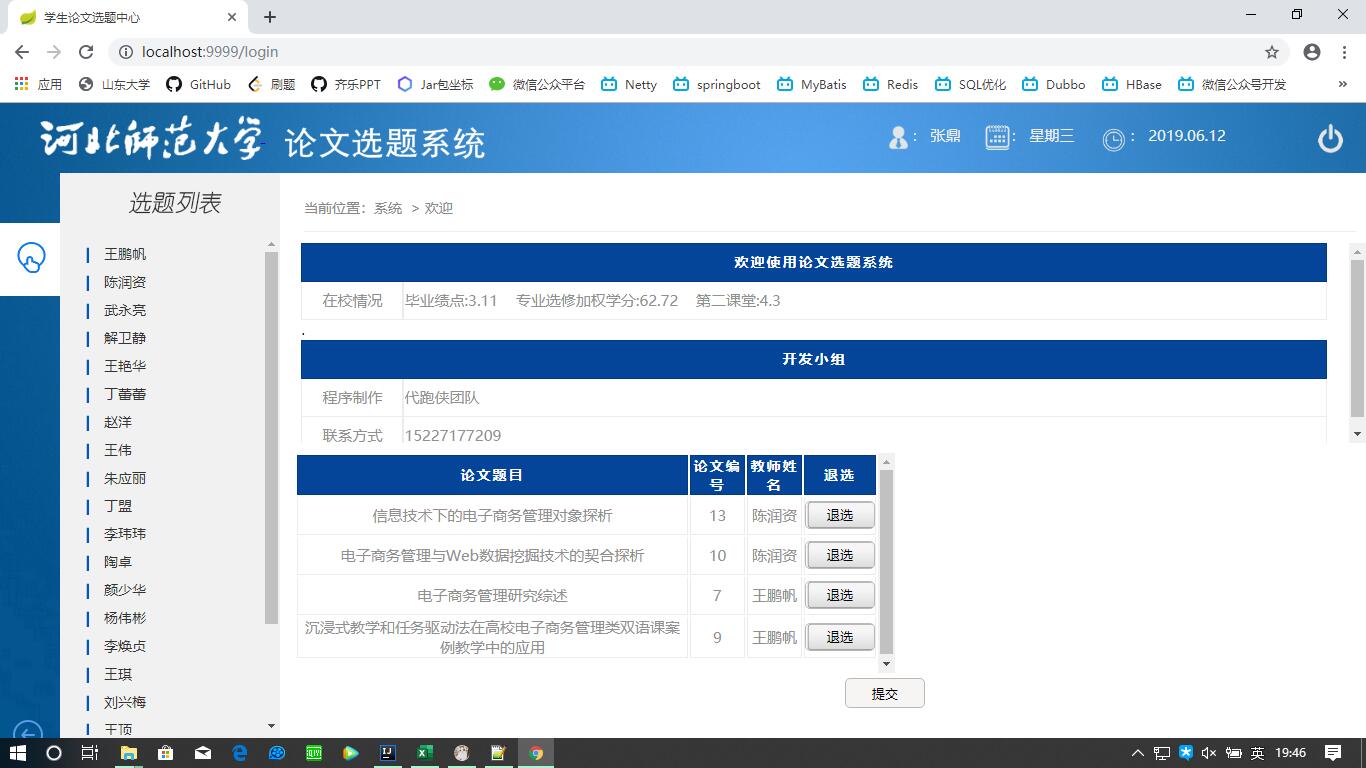 学生论文选题中心
localhost:9999/login
应用 山东大学 GitHub 刷题 齐乐PPT Jar包坐标 微信公众平台 Netty springboot MyBatis Redis SQL优化 Dubbo HBase 微信公众号开发 »
河北师范大学 论文选题系统 : 张鼎 : 星期三 : 2019.06.12
选题列表
王鹏帆
陈润资
武永亮
解卫静
王艳华
丁蕾蕾
赵洋
王伟
朱应丽
丁盟
李玮玮
陶卓
颜少华
杨伟彬
李焕贞
王琪
刘兴梅
王顶
当前位置：系统 > 欢迎
欢迎使用论文选题系统
在校情况 毕业绩点:3.11 专业选修加权学分:62.72 第二课堂:4.3
.
开发小组
程序制作 代跑侠团队
联系方式 15227177209
论文题目 论文编号 教师姓名 退选
信息技术下的电子商务管理对象探析 13 陈润资 退选
电子商务管理与Web数据挖掘技术的契合探析 10 陈润资 退选
电子商务管理研究综述 7 王鹏帆 退选
沉浸式教学和任务驱动法在高校电子商务管理类双语课案
例教学中的应用 9 王鹏帆 退选
提交
英 19:46